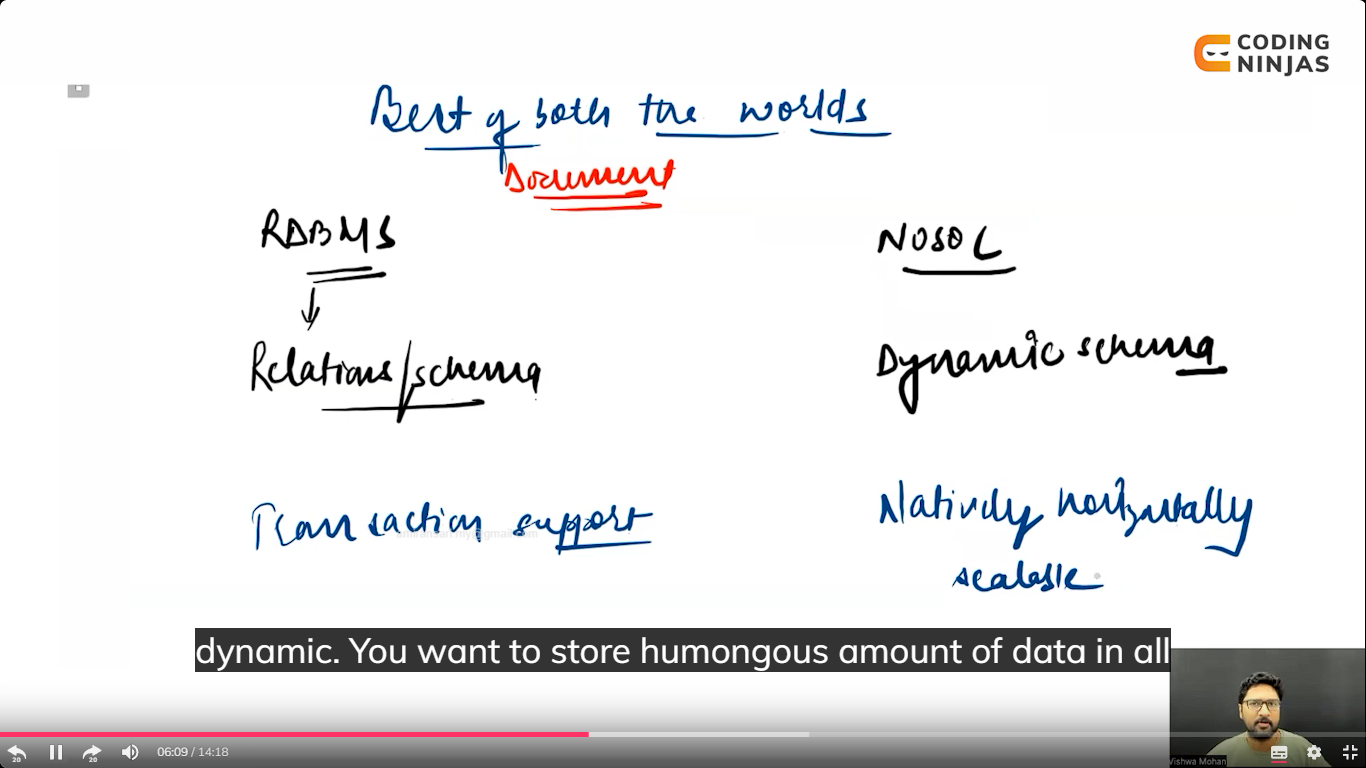 CODING
NINJAS
Best of both the worlds
Document
RDBMS
NOSQL
Relations/schema
Dynamic schema
Transaction support
Natively horizontally
scalable
dynamic. You want to store humongous amount of data in all
20
20
06:09 / 14:18
Vishwa Mohan